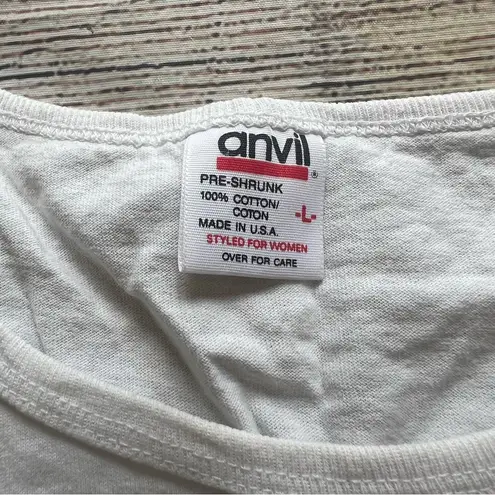 anvil®
PRE-SHRUNK
100% COTTON/
COTON
-L-
MADE IN U.S.A.
STYLED FOR WOMEN
OVER FOR CARE